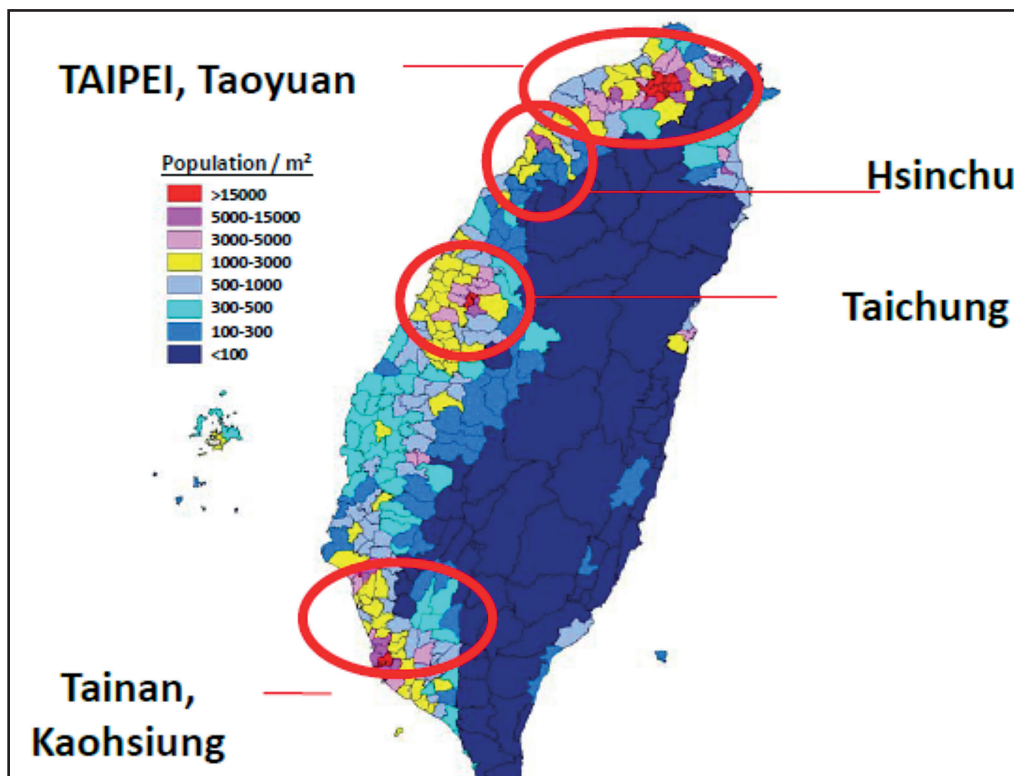 TAIPEI, Taoyuan
Population / m²
>15000
5000-15000
3000-5000
1000-3000
500-1000
300-500
100-300
<100
Hsinchu
Taichung
Tainan,
Kaohsiung